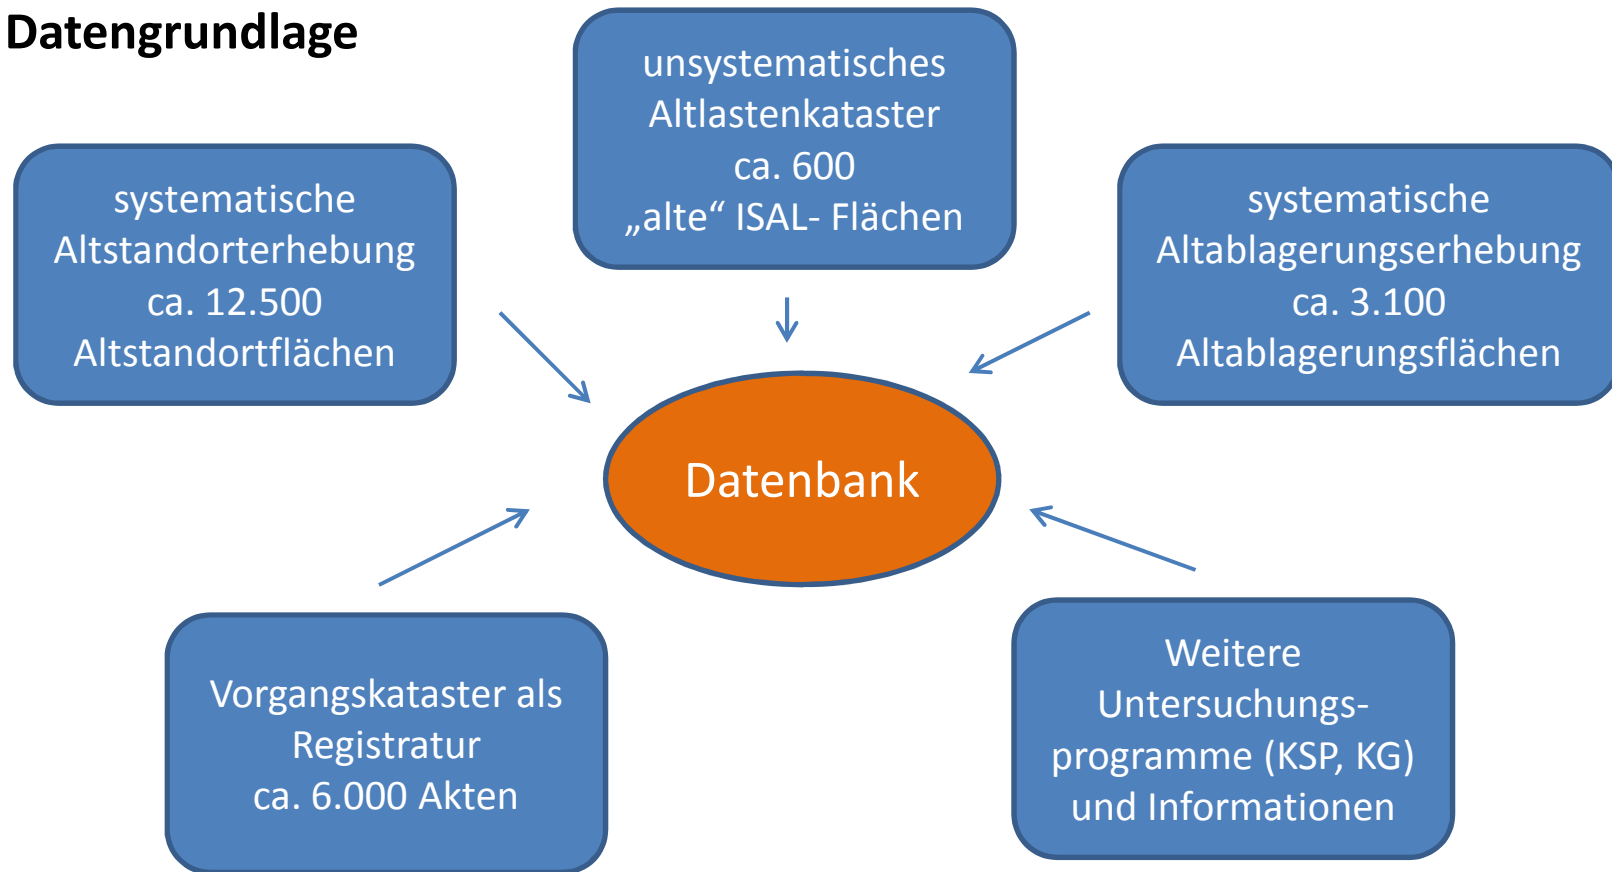 Datengrundlage
unsystematisches
Altlastenkataster
ca. 600
„alte“ ISAL- Flächen
systematische
Altstandorterhebung
ca. 12.500
Altstandortflächen
systematische
Altablagerungserhebung
ca. 3.100
Altablagerungsflächen
Datenbank
Vorgangskataster als
Registratur
ca. 6.000 Akten
Weitere
Untersuchungs-
programme (KSP, KG)
und Informationen